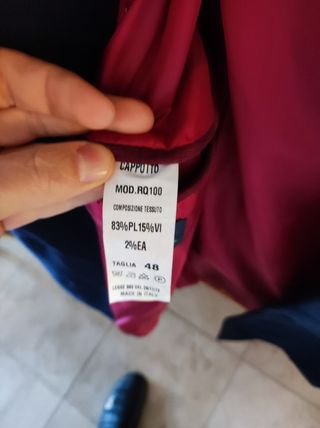 CAPPOTTO
MOD.RQ100
COMPOSIZIONE TESSUTO
83%PL15%VI
2%EA
TAGLIA 48
MADE IN ITALY